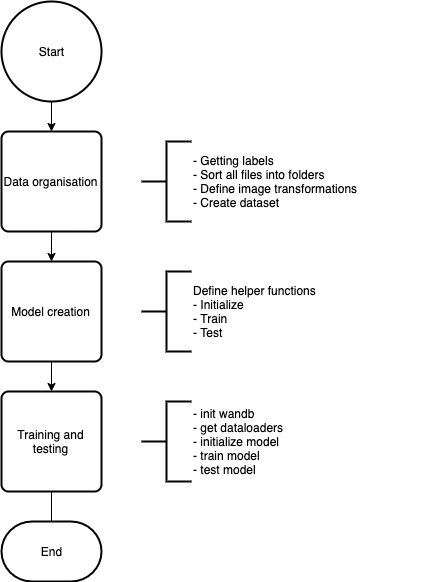 Start
Data organisation
- Getting labels
- Sort all files into folders
- Define image transformations
- Create dataset
Model creation
Define helper functions
- Initialize
- Train
- Test
Training and
testing
- init wandb
- get dataloaders
- initialize model
- train model
- test model
End